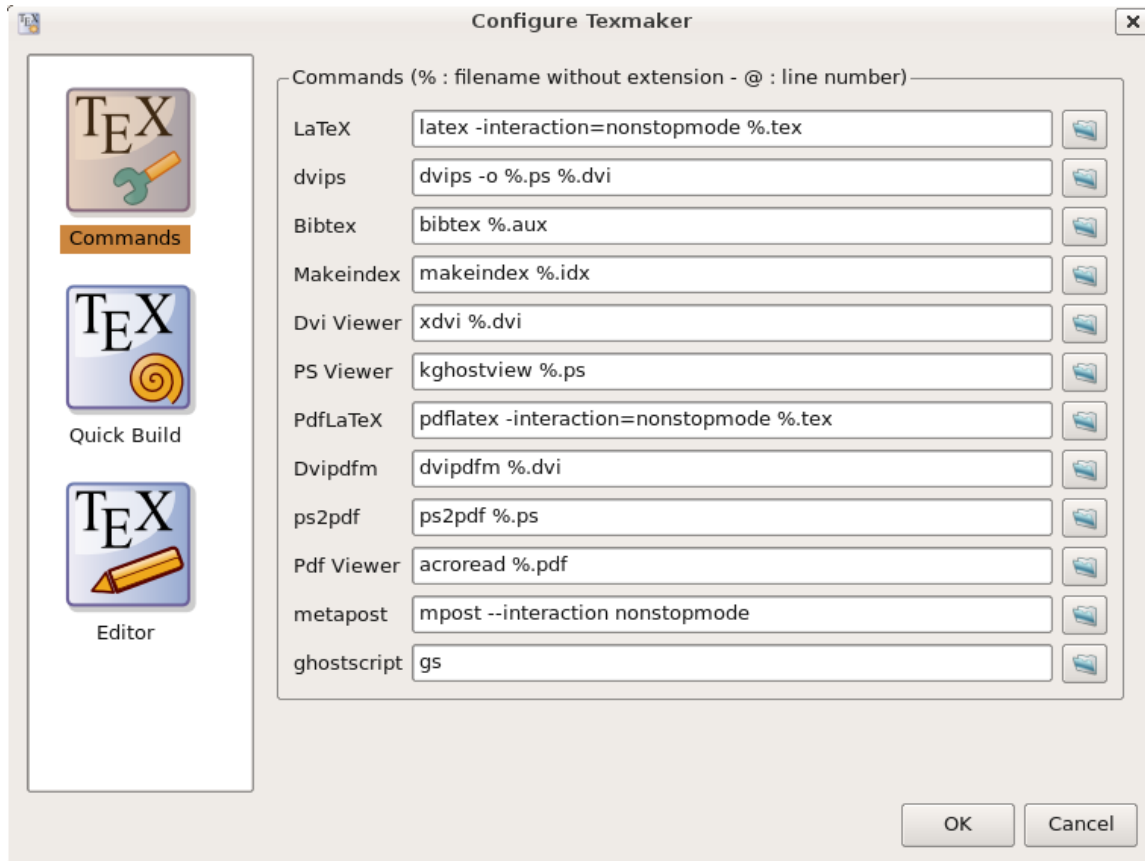 Configure Texmaker
TEX
Commands
TEX
Quick Build
TEX
Editor
Commands (% : filename without extension - @ : line number)
LaTeX latex -interaction=nonstopmode %.tex
dvips dvips -o %.ps %.dvi
Bibtex bibtex %.aux
Makeindex makeindex %.idx
Dvi Viewer xdvi %.dvi
PS Viewer kghostview %.ps
PdfLaTeX pdflatex -interaction=nonstopmode %.tex
Dvipdfm dvipdfm %.dvi
ps2pdf ps2pdf %.ps
Pdf Viewer acroread %.pdf
metapost mpost --interaction nonstopmode
ghostscript gs
OK Cancel